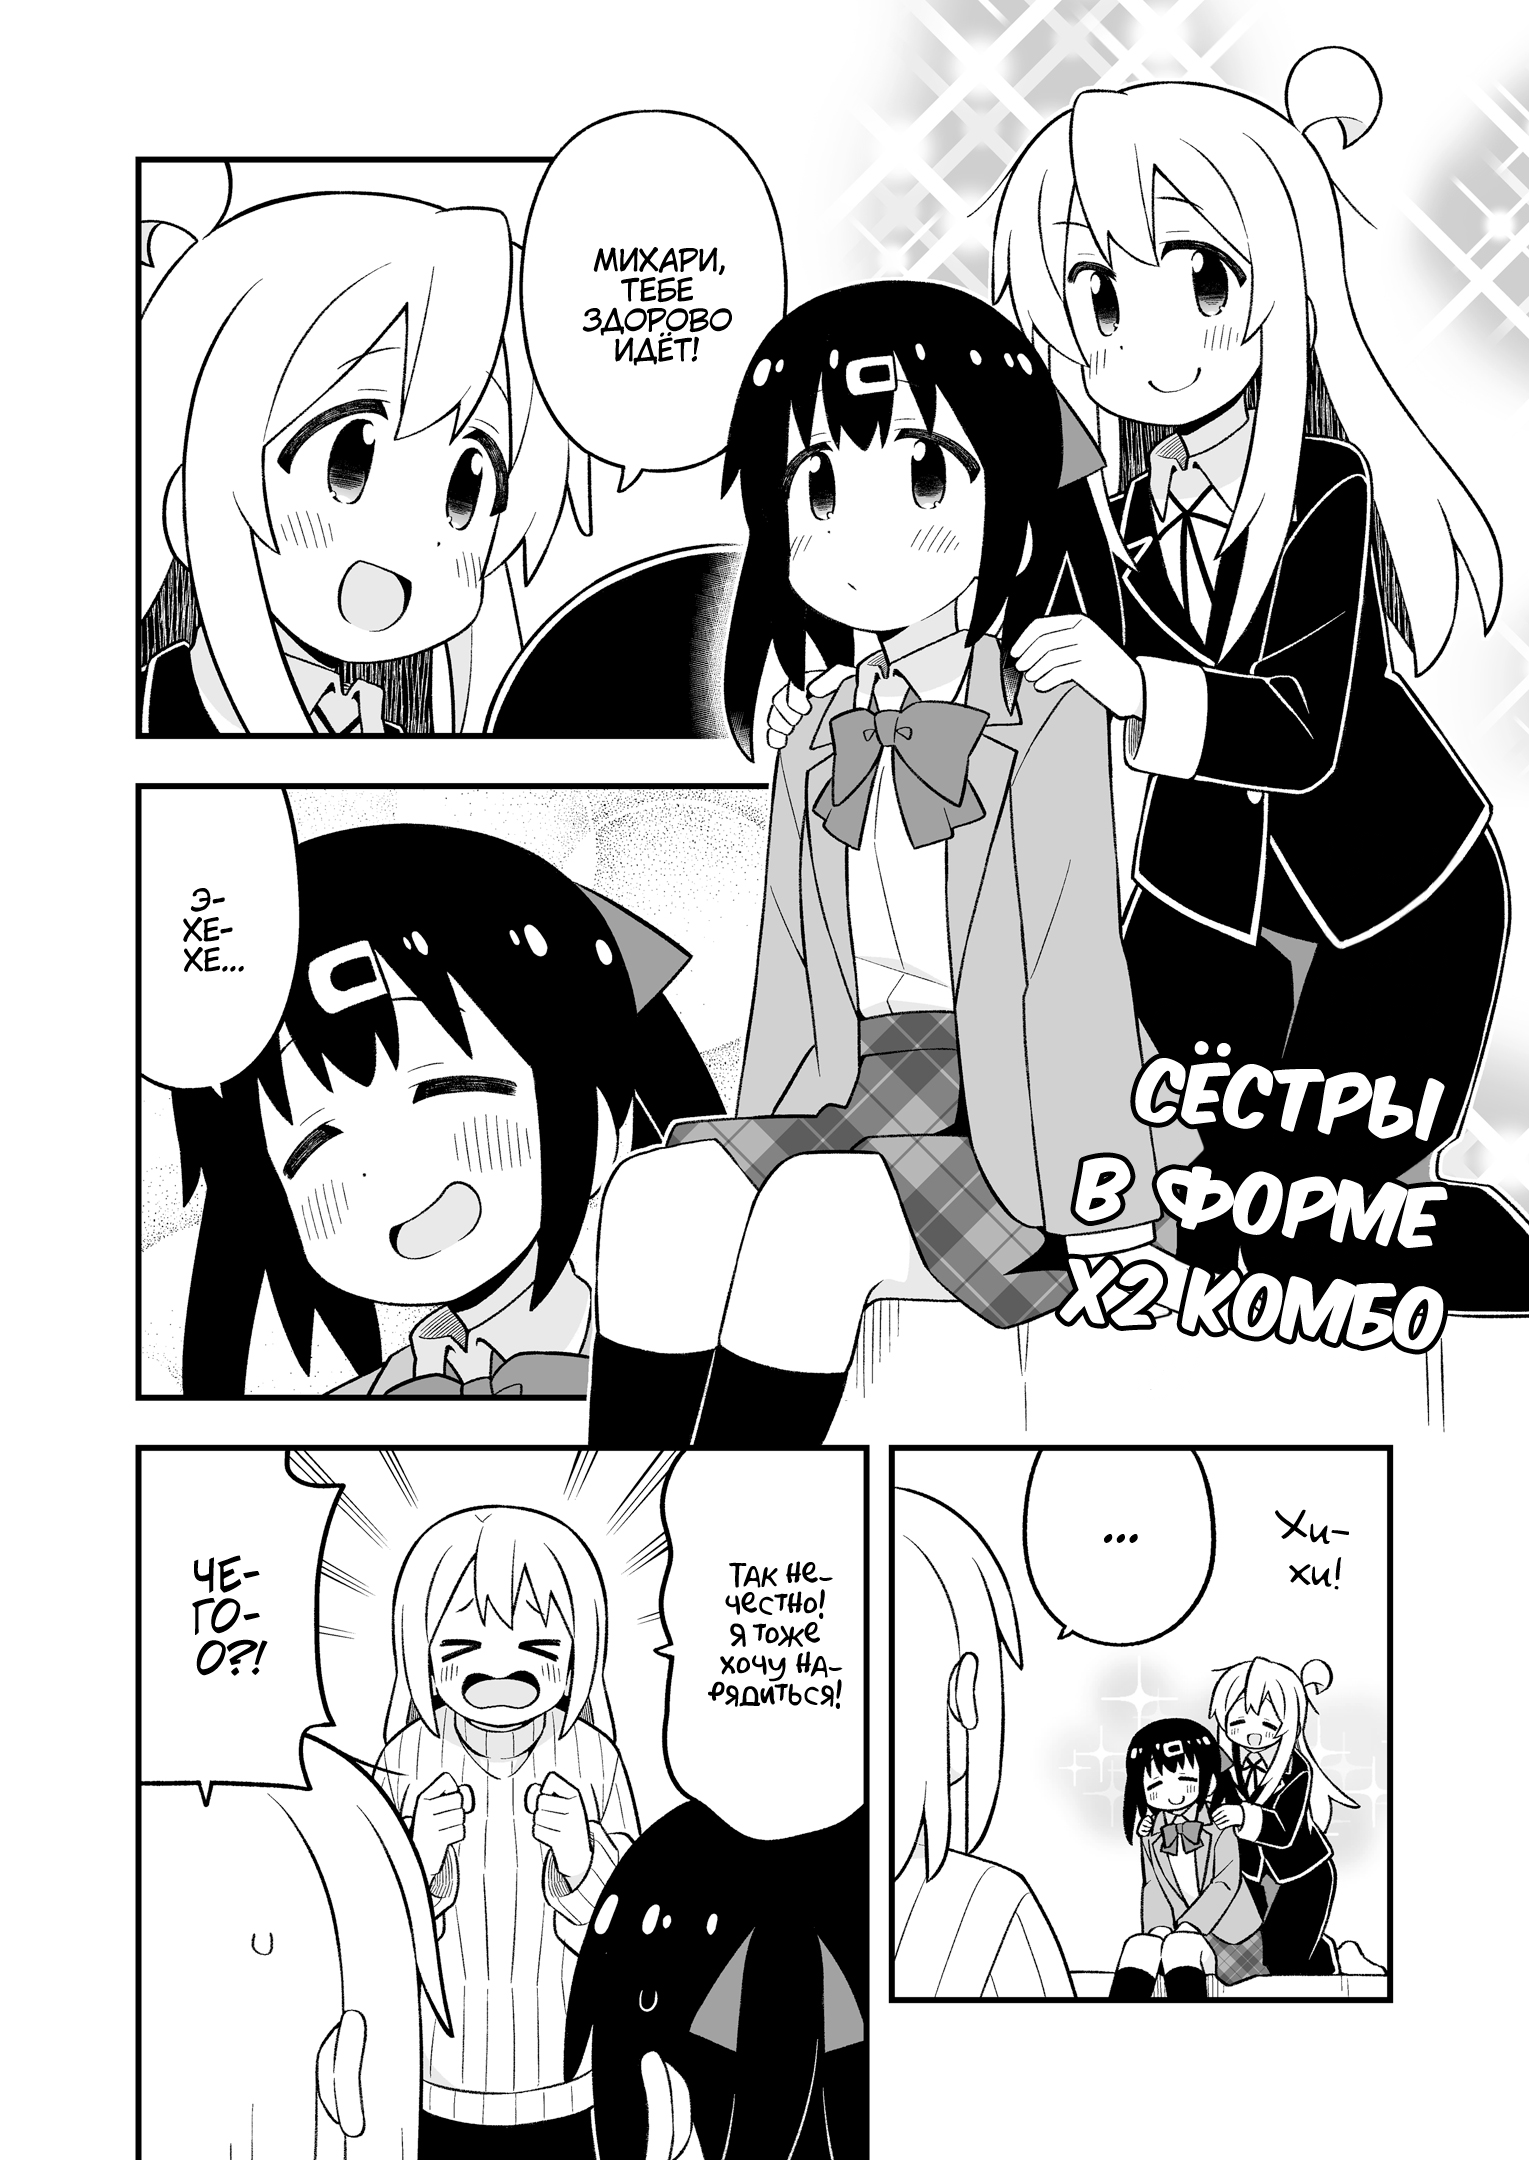 СЁСТРЫ
В ФОРМЕ
Х2 КОМБО
МИХАРИ,
ТЕБЕ
ЗДОРОВО
ИДЁТ!
Э-
ХЕ-
ХЕ...
ХИ-
ХИ!
...
ТАК НЕ-
ЧЕСТНО!
Я ТОЖЕ
ХОЧУ НА-
РЯДИТЬСЯ!
ЧЕ-
ГО-
О?!